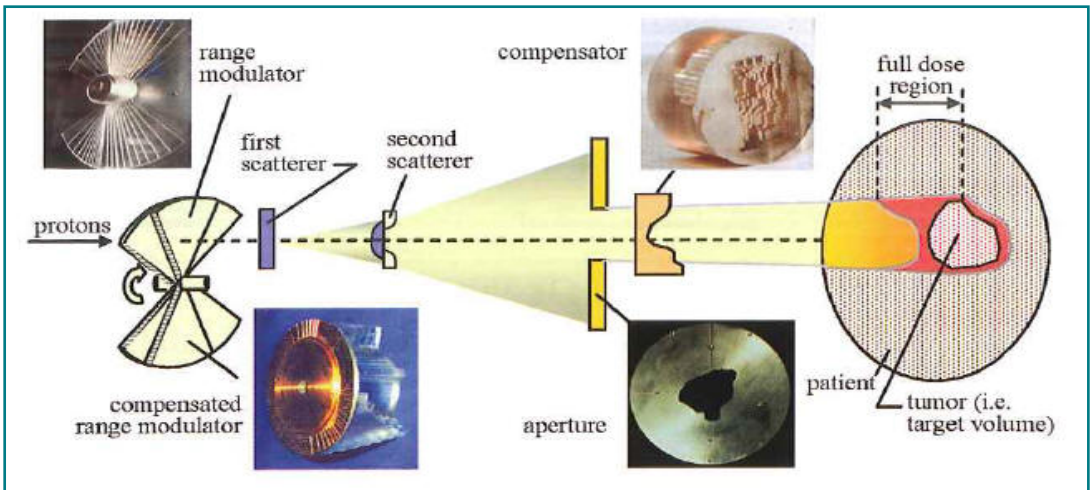 range
modulator
compensator
full dose
region
first
scatterer
second
scatterer
protons
compensated
range modulator
aperture
patient
tumor (i.e.
target volume)